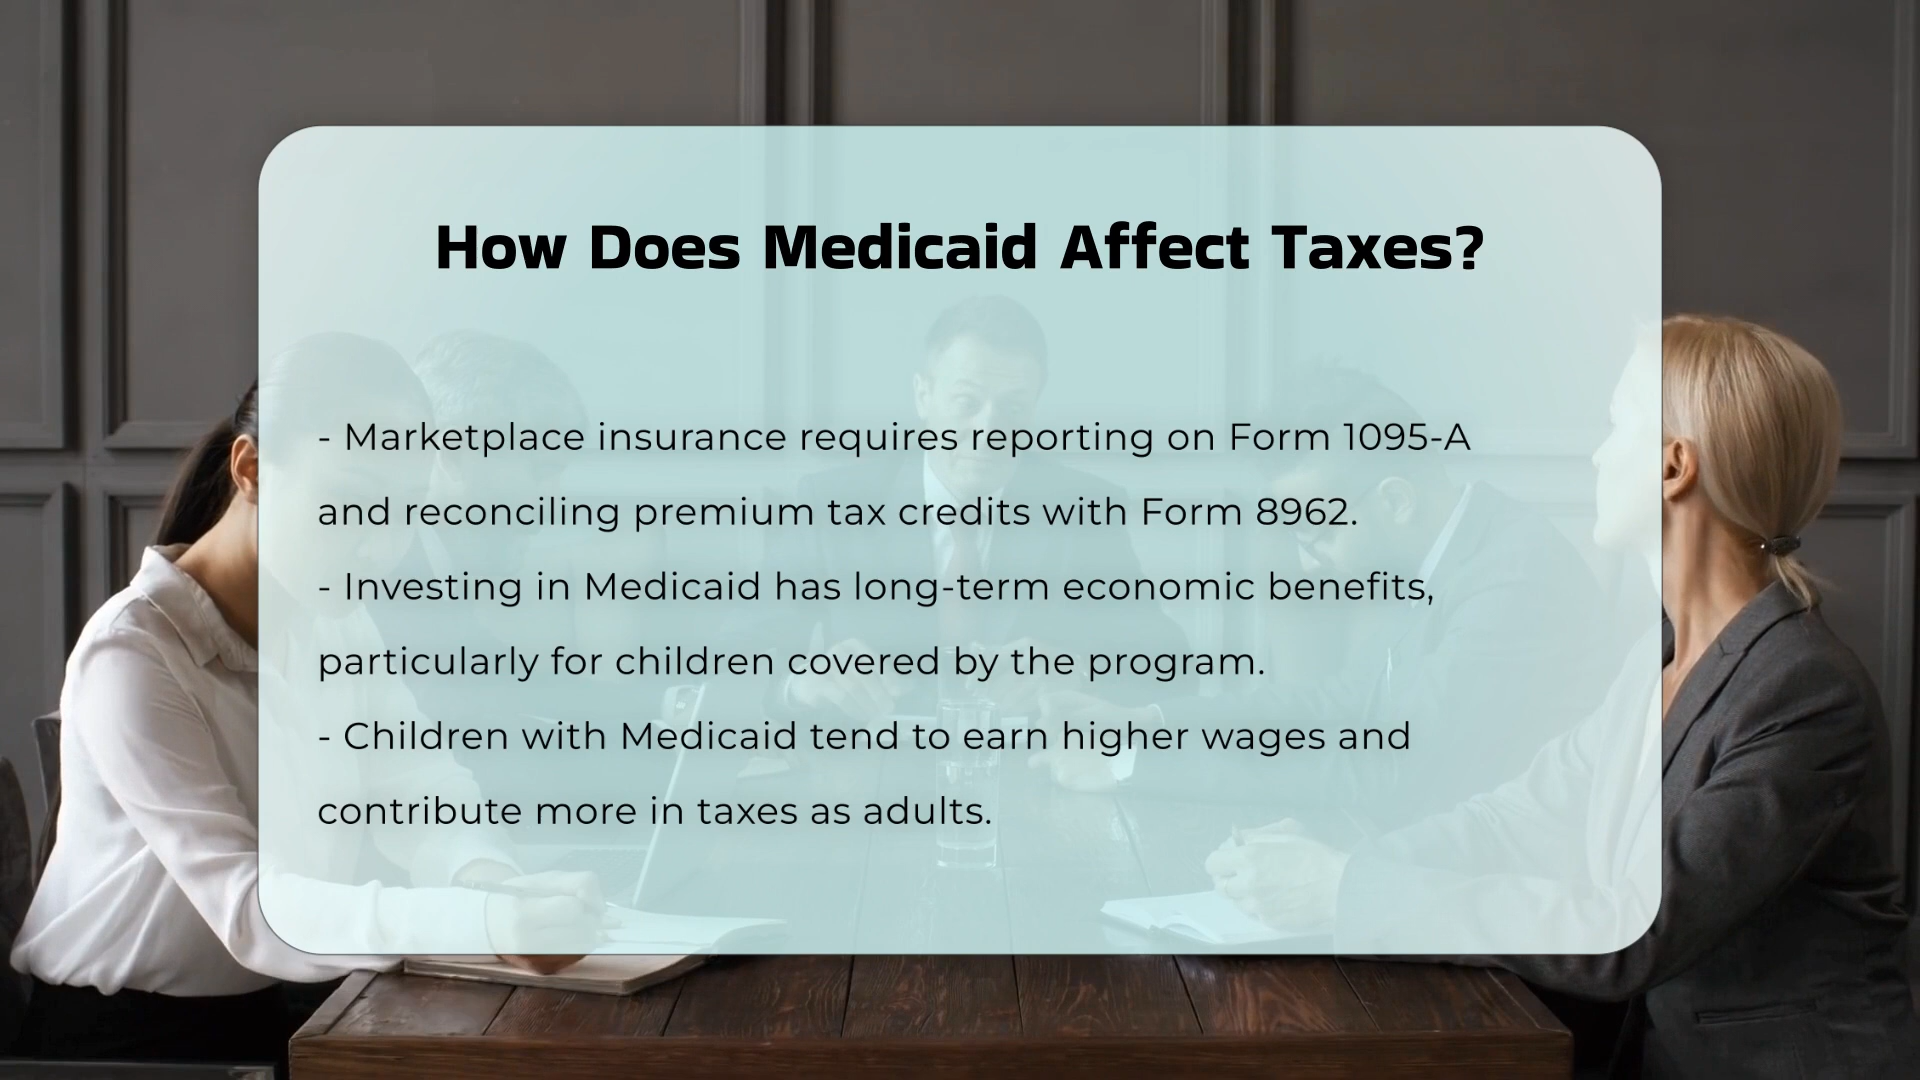 How Does Medicaid Affect Taxes?
- Marketplace insurance requires reporting on Form 1095-A
and reconciling premium tax credits with Form 8962.
- Investing in Medicaid has long-term economic benefits,
particularly for children covered by the program.
- Children with Medicaid tend to earn higher wages and
contribute more in taxes as adults.